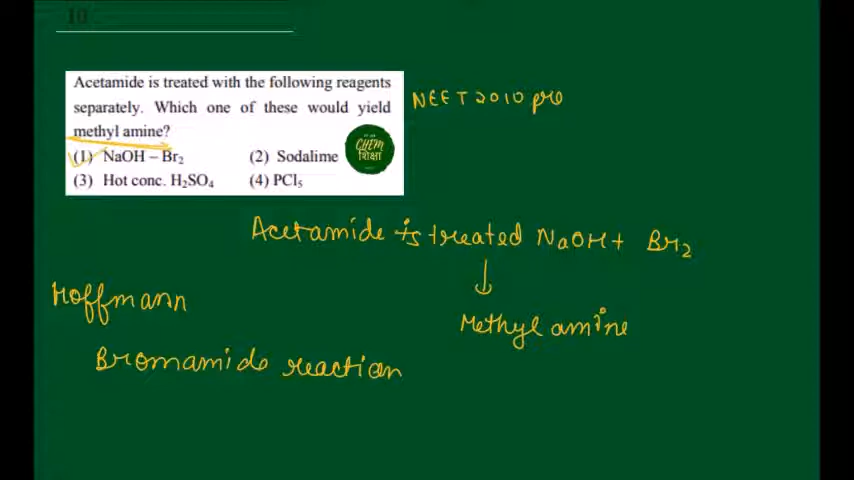 10
Acetamide is treated with the following reagents
separately. Which one of these would yield
methyl amine?
(1) NaOH – Br₂ (2) Sodalime
(3) Hot conc. H₂SO₄ (4) PCl₅
CHEM
शिक्षा
NEET 2010 pre
Acetamide is treated NaOH + Br₂
↓
Methyl amine
Hoffmann
Bromamide reaction